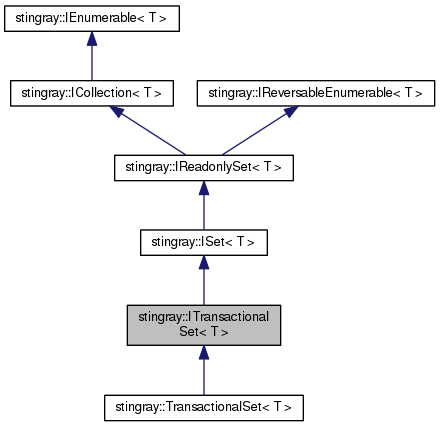 stingray::IEnumerable< T >
stingray::ICollection< T >
stingray::IReversableEnumerable< T >
stingray::IReadonlySet< T >
stingray::ISet< T >
stingray::ITransactional
Set< T >
stingray::TransactionalSet< T >